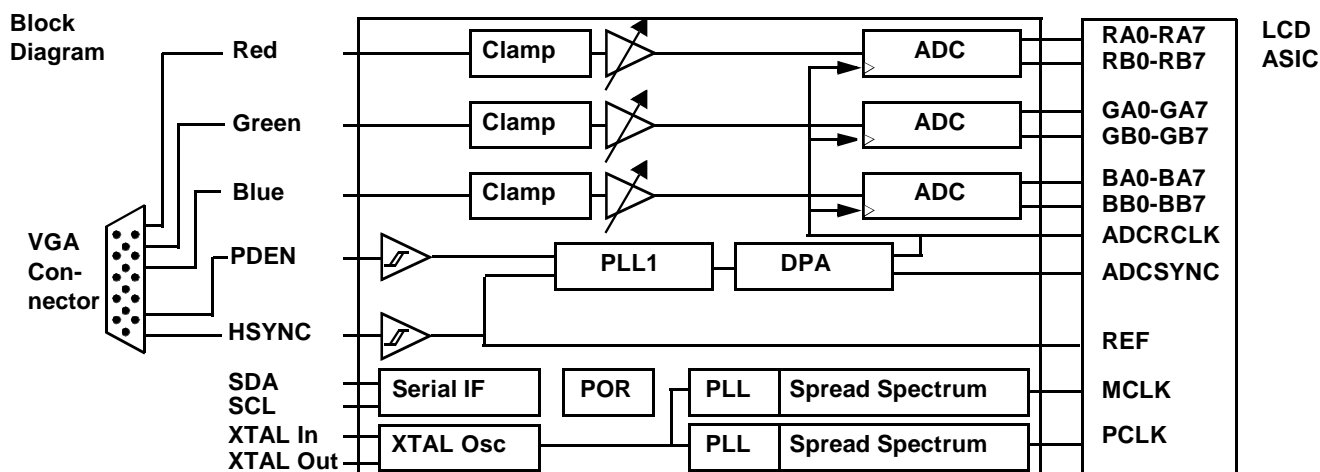 Block
Diagram
Red
Clamp
ADC
RA0-RA7
RB0-RB7
LCD
ASIC
Green
Clamp
ADC
GA0-GA7
GB0-GB7
Blue
Clamp
ADC
BA0-BA7
BB0-BB7
VGA
Con-
nector
PDEN
PLL1
DPA
ADCRCLK
ADCSYNC
HSYNC
REF
SDA
SCL
Serial IF
POR
PLL
Spread Spectrum
MCLK
XTAL In
XTAL Out
XTAL Osc
PLL
Spread Spectrum
PCLK